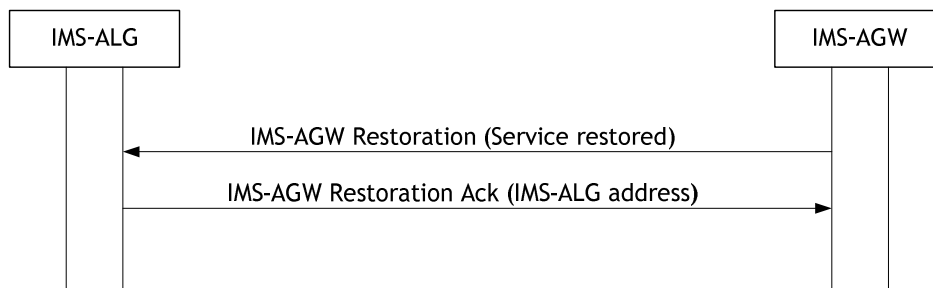 IMS-ALG
IMS-AGW
IMS-AGW Restoration (Service restored)
IMS-AGW Restoration Ack (IMS-ALG address)